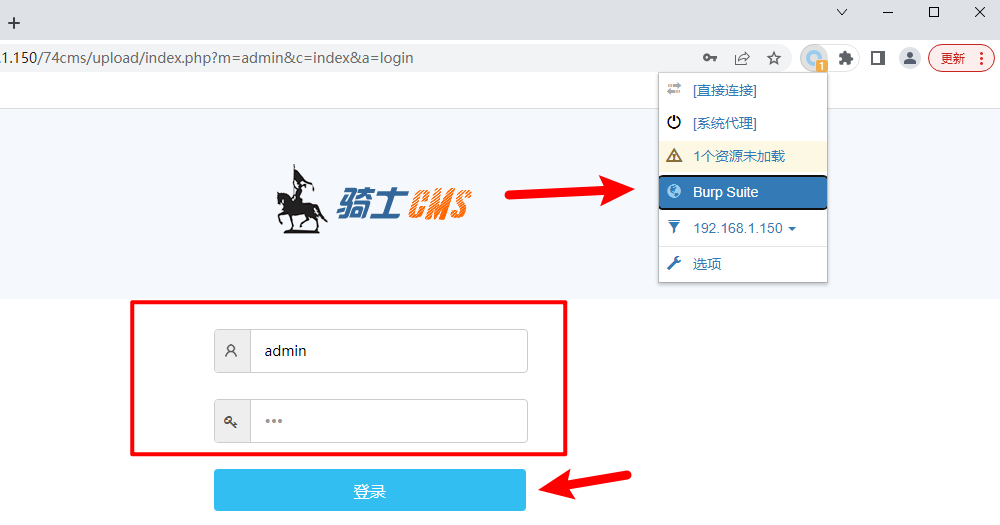 .1.150/74cms/upload/index.php?m=admin&c=index&a=login
1
更新
[直接连接]
[系统代理]
1个资源未加载
Burp Suite
192.168.1.150
选项
骑士CMS
admin
•••
登录